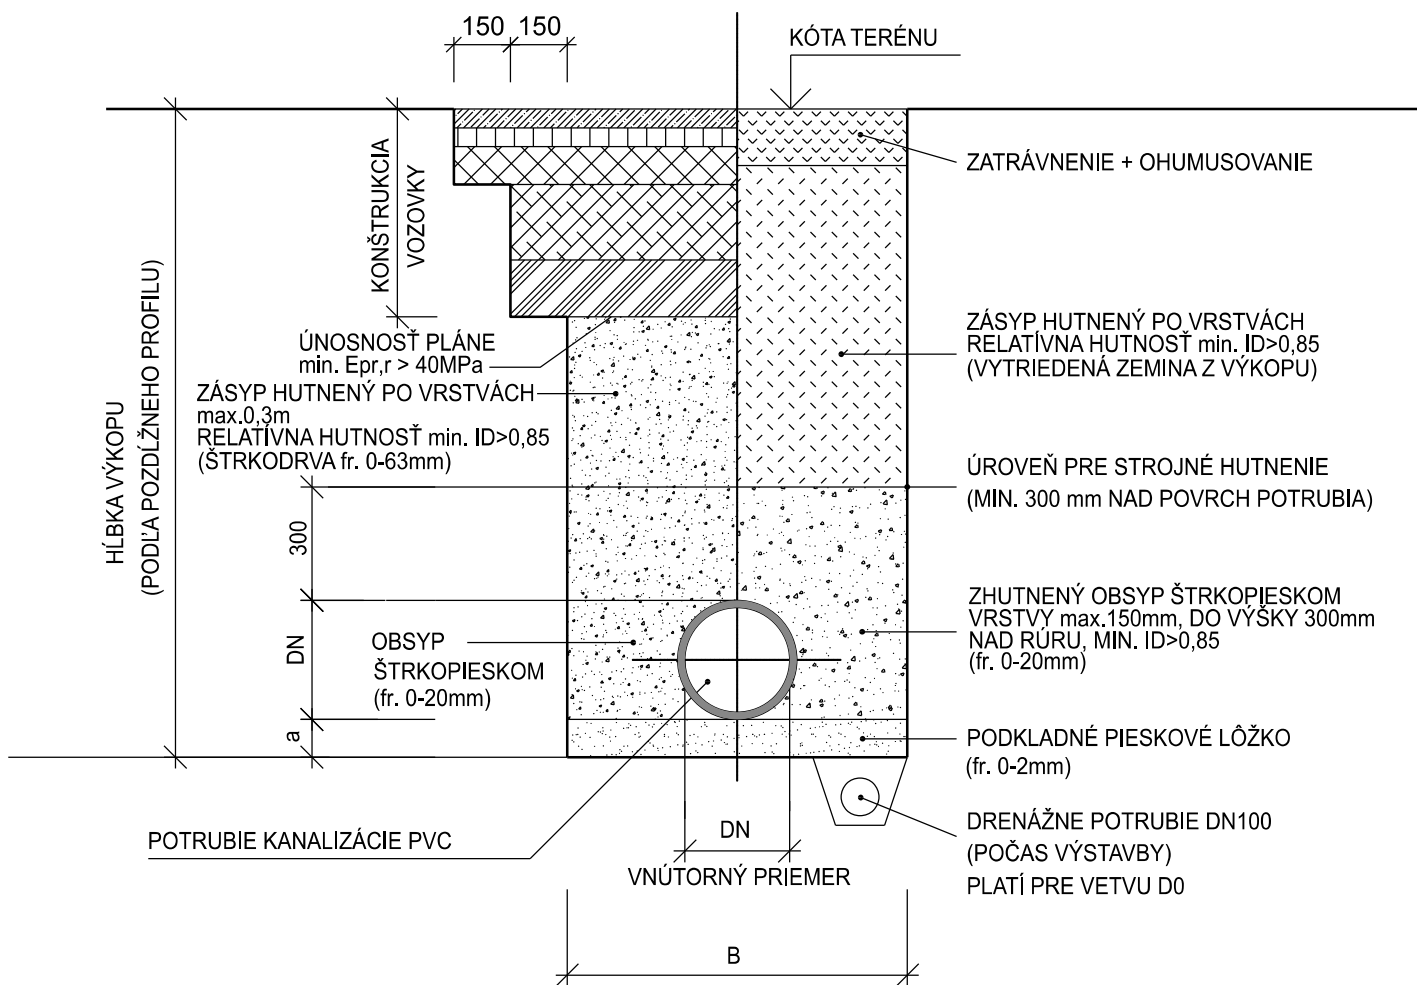 150
150
KÓTA TERÉNU
KONŠTRUKCIA
VOZOVKY
ZATRÁVNENIE + OHUMUSOVANIE
HĹBKA VÝKOPU
(PODĽA POZDĹŽNEHO PROFILU)
ÚNOSNOSŤ PLÁNE
min. Epr,r > 40MPa
ZÁSYP HUTNENÝ PO VRSTVÁCH
max.0,3m
RELATÍVNA HUTNOSŤ min. ID>0,85
(ŠTRKODRVA fr. 0-63mm)
ZÁSYP HUTNENÝ PO VRSTVÁCH
RELATÍVNA HUTNOSŤ min. ID>0,85
(VYTRIEDENÁ ZEMINA Z VÝKOPU)
ÚROVEŇ PRE STROJNÉ HUTNENIE
(MIN. 300 mm NAD POVRCH POTRUBIA)
300
DN
a
OBSYP
ŠTRKOPIESKOM
(fr. 0-20mm)
ZHUTNENÝ OBSYP ŠTRKOPIESKOM
VRSTVY max.150mm, DO VÝŠKY 300mm
NAD RÚRU, MIN. ID>0,85
(fr. 0-20mm)
PODKLADNÉ PIESKOVÉ LÔŽKO
(fr. 0-2mm)
POTRUBIE KANALIZÁCIE PVC
DN
VNÚTORNÝ PRIEMER
DRENÁŽNE POTRUBIE DN100
(POČAS VÝSTAVBY)
PLATÍ PRE VETVU D0
B